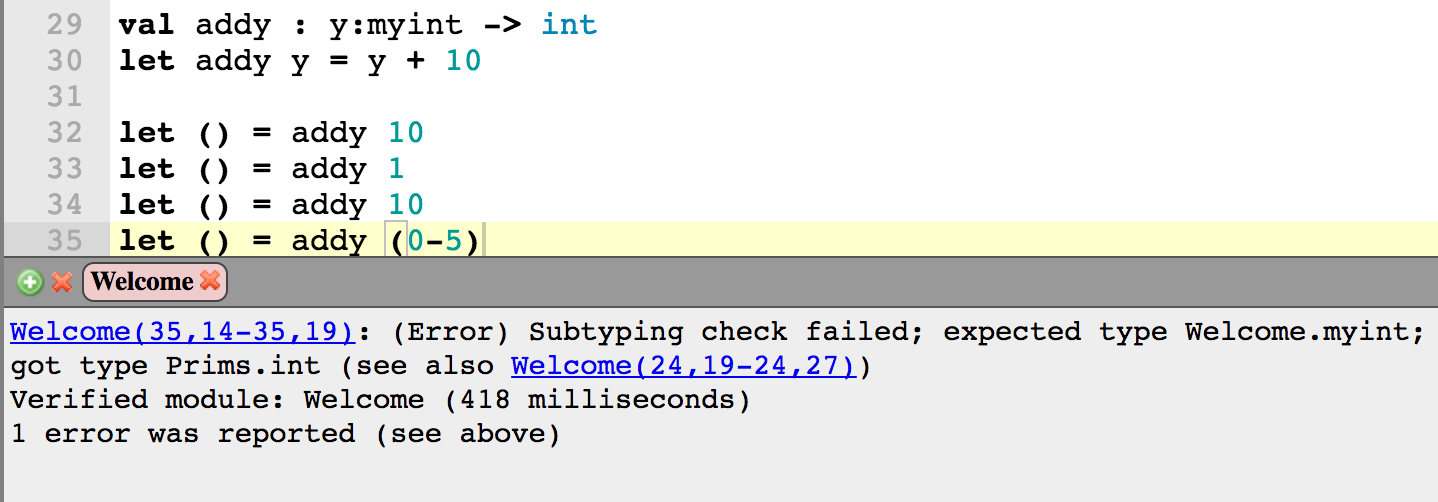 29 val addy : y:myint -> int
30 let addy y = y + 10
31
32 let () = addy 10
33 let () = addy 1
34 let () = addy 10
35 let () = addy (0-5)
Welcome
Welcome(35,14-35,19): (Error) Subtyping check failed; expected type Welcome.myint;
got type Prims.int (see also Welcome(24,19-24,27))
Verified module: Welcome (418 milliseconds)
1 error was reported (see above)